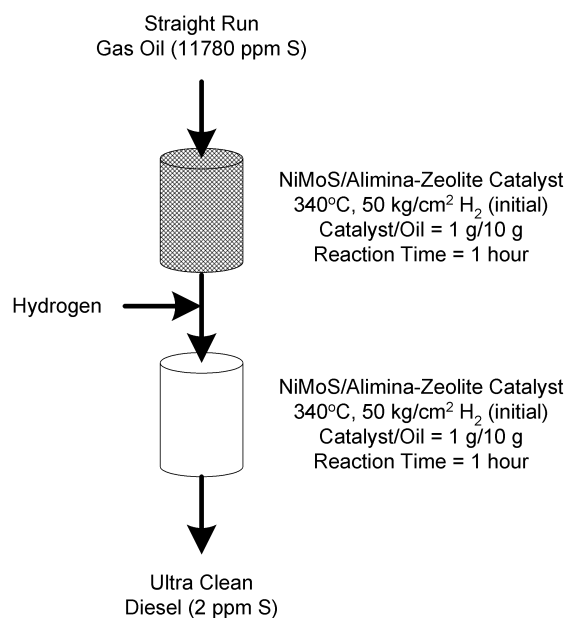 Straight Run
Gas Oil (11780 ppm S)
NiMoS/Alimina-Zeolite Catalyst
340°C, 50 kg/cm² H₂ (initial)
Catalyst/Oil = 1 g/10 g
Reaction Time = 1 hour
Hydrogen
NiMoS/Alimina-Zeolite Catalyst
340°C, 50 kg/cm² H₂ (initial)
Catalyst/Oil = 1 g/10 g
Reaction Time = 1 hour
Ultra Clean
Diesel (2 ppm S)